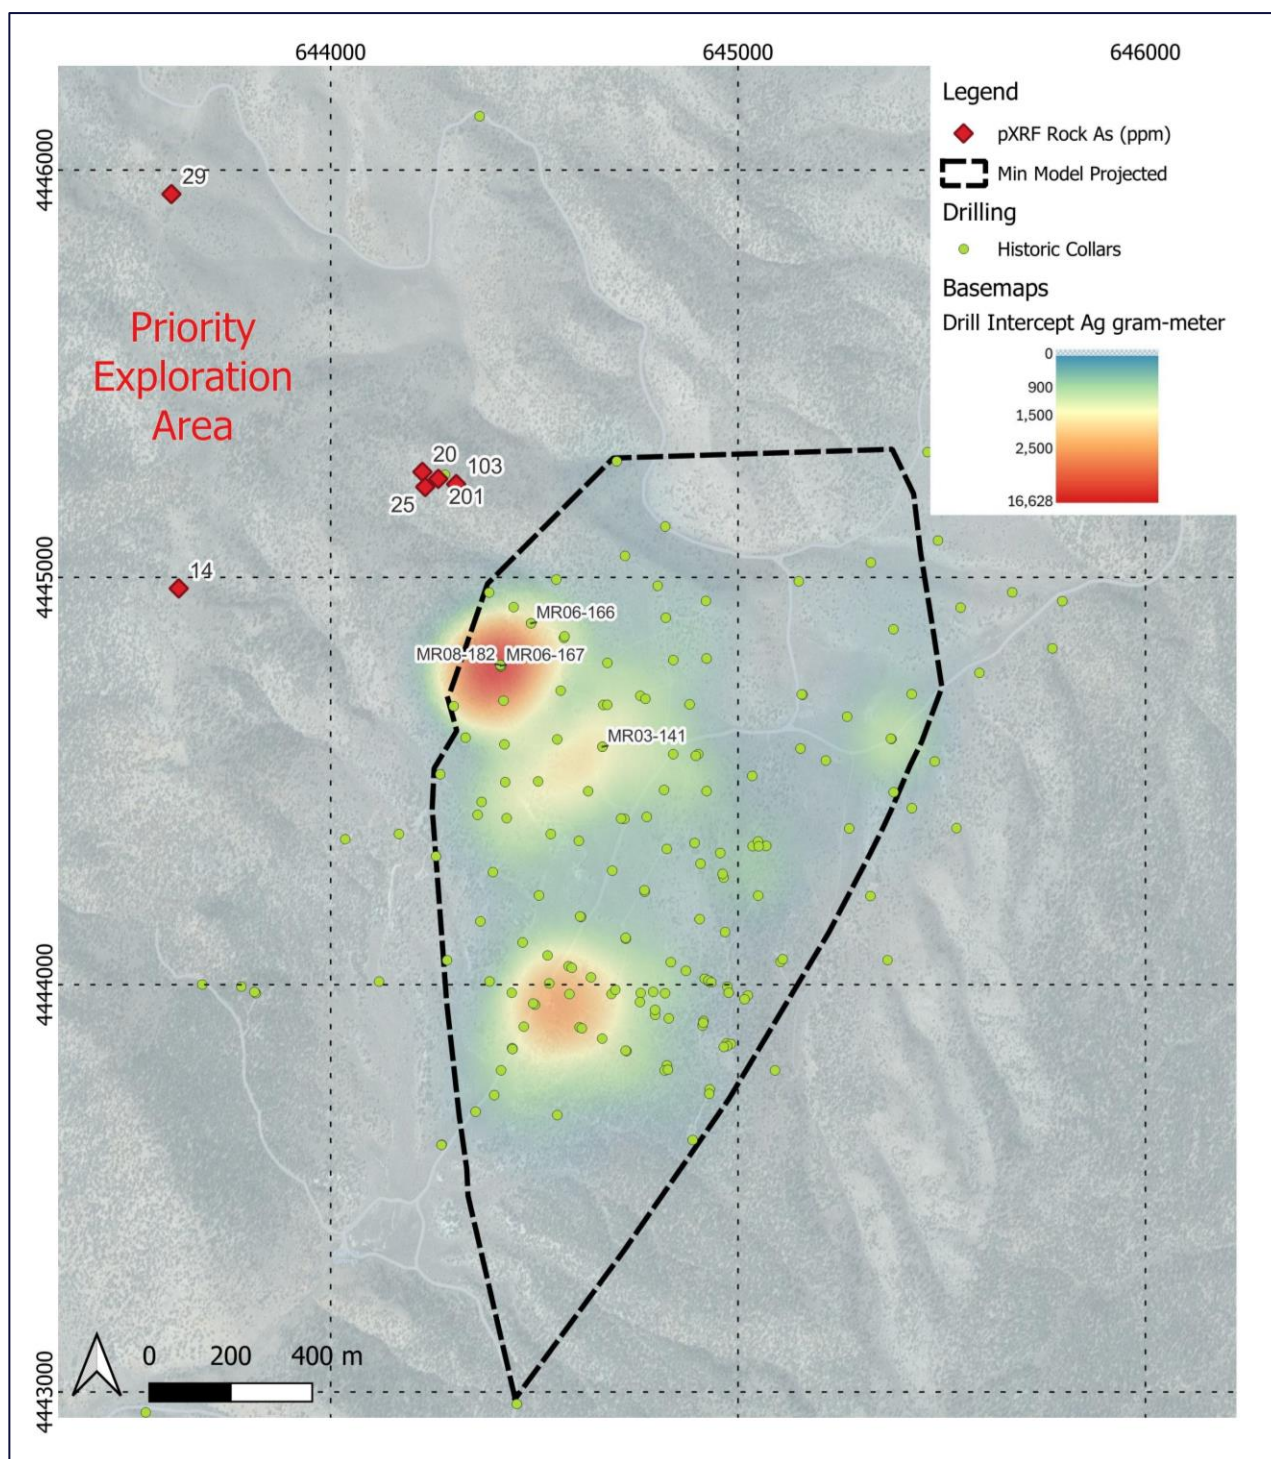 644000
645000
646000
4446000
4445000
4444000
4443000
Legend
pXRF Rock As (ppm)
Min Model Projected
Drilling
Historic Collars
Basemaps
Drill Intercept Ag gram-meter
0
900
1,500
2,500
16,628
29
Priority
Exploration
Area
20
103
25
201
14
MR06-166
MR08-182
MR06-167
MR03-141
0
200
400 m